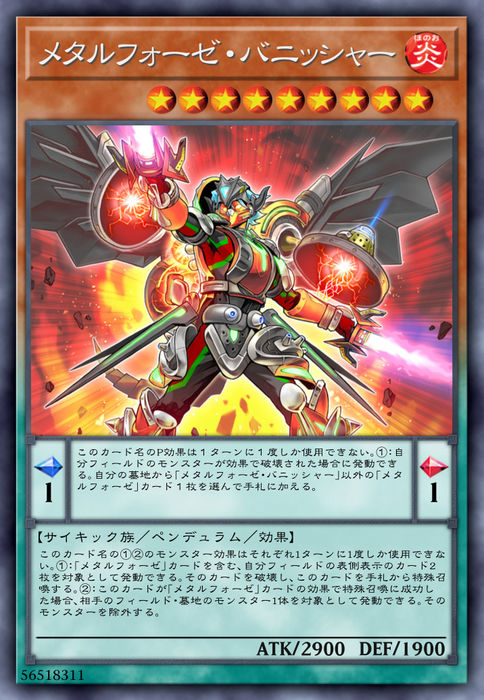 メタルフォーゼ・バニッシャー
ほのお
炎
このカード名のP効果は1ターンに1度しか使用できない。①:自
分フィールドのモンスターが効果で破壊された場合に発動でき
る。自分の墓地から「メタルフォーゼ・バニッシャー」以外の「メタ
ルフォーゼ」カード1枚を選んで手札に加える。
1
1
【サイキック族/ペンデュラム/効果】
このカード名の①②のモンスター効果はそれぞれ1ターンに1度しか使用できな
い。①:「メタルフォーゼ」カードを含む、自分フィールドの表側表示のカード2
枚を対象として発動できる。そのカードを破壊し、このカードを手札から特殊召
喚する。②:このカードが「メタルフォーゼ」カードの効果で特殊召喚に成功し
た場合、相手のフィールド・墓地のモンスター1体を対象として発動できる。その
モンスターを除外する。
ATK/2900 DEF/1900
56518311